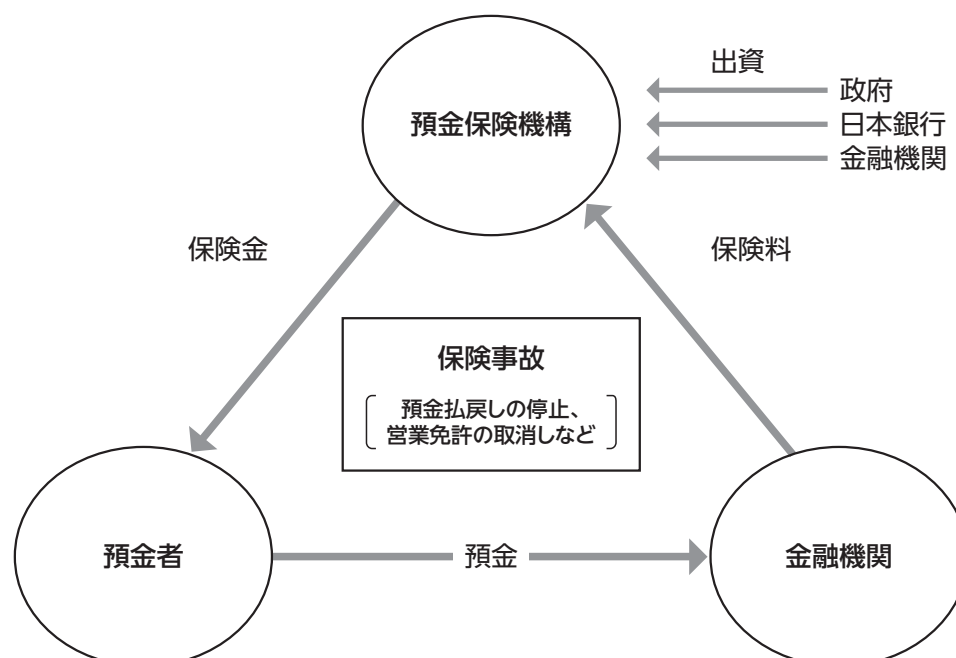 出資
政府
日本銀行
金融機関
預金保険機構
保険金
保険料
保険事故
預金払戻しの停止、
営業免許の取消しなど
預金者
預金
金融機関